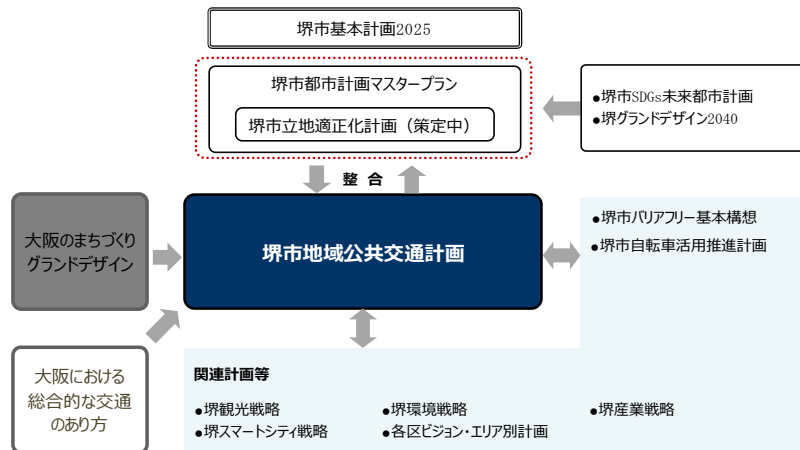 堺市基本計画2025
堺市都市計画マスタープラン
堺市立地適正化計画（策定中）
●堺市SDGs未来都市計画
●堺グランドデザイン2040
整 合
大阪のまちづくり
グランドデザイン
堺市地域公共交通計画
●堺市バリアフリー基本構想
●堺市自転車活用推進計画
大阪における
総合的な交通
のあり方
関連計画等
●堺観光戦略
●堺環境戦略
●堺産業戦略
●堺スマートシティ戦略
●各区ビジョン・エリア別計画